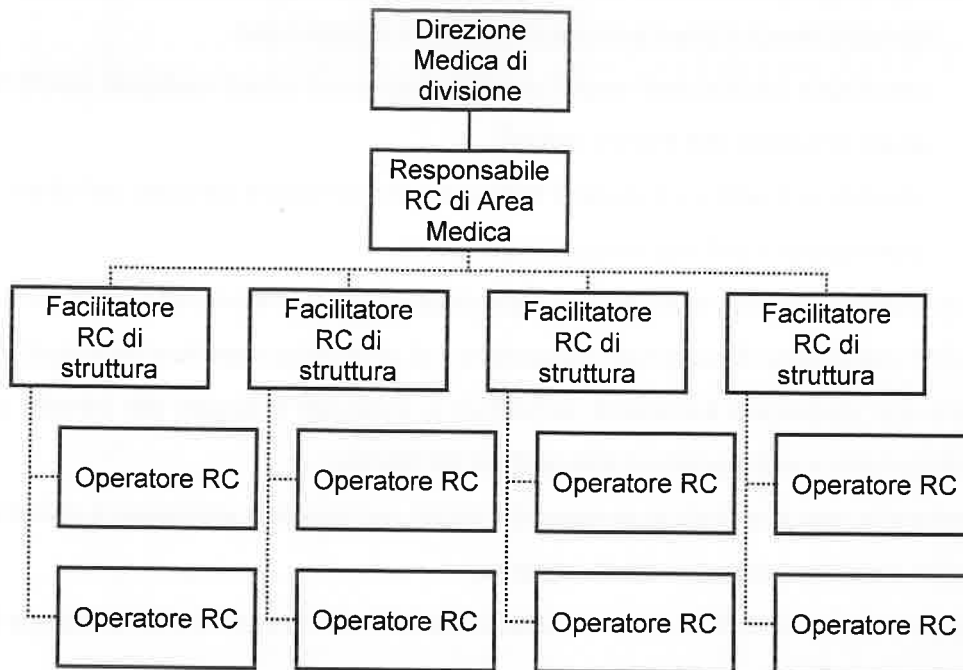 Direzione
Medica di
divisione
Responsabile
RC di Area
Medica
Facilitatore
RC di
struttura
Facilitatore
RC di
struttura
Facilitatore
RC di
struttura
Facilitatore
RC di
struttura
Operatore RC
Operatore RC
Operatore RC
Operatore RC
Operatore RC
Operatore RC
Operatore RC
Operatore RC